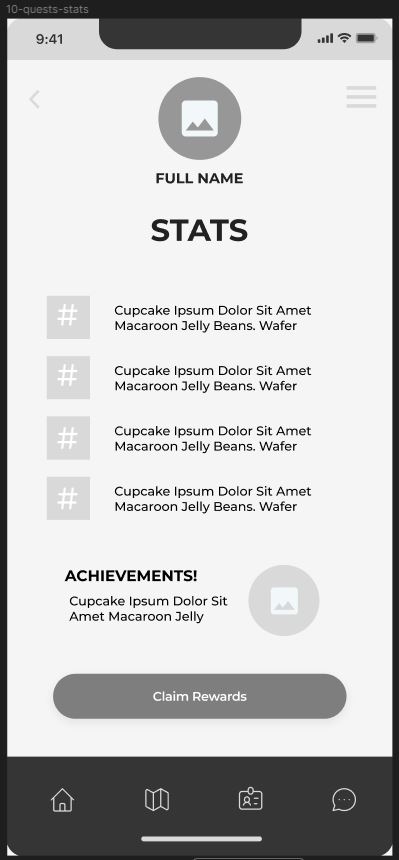 10-quests-stats
9:41
FULL NAME
STATS
# Cupcake Ipsum Dolor Sit Amet
Macaroon Jelly Beans. Wafer
# Cupcake Ipsum Dolor Sit Amet
Macaroon Jelly Beans. Wafer
# Cupcake Ipsum Dolor Sit Amet
Macaroon Jelly Beans. Wafer
# Cupcake Ipsum Dolor Sit Amet
Macaroon Jelly Beans. Wafer
ACHIEVEMENTS!
Cupcake Ipsum Dolor Sit
Amet Macaroon Jelly
Claim Rewards